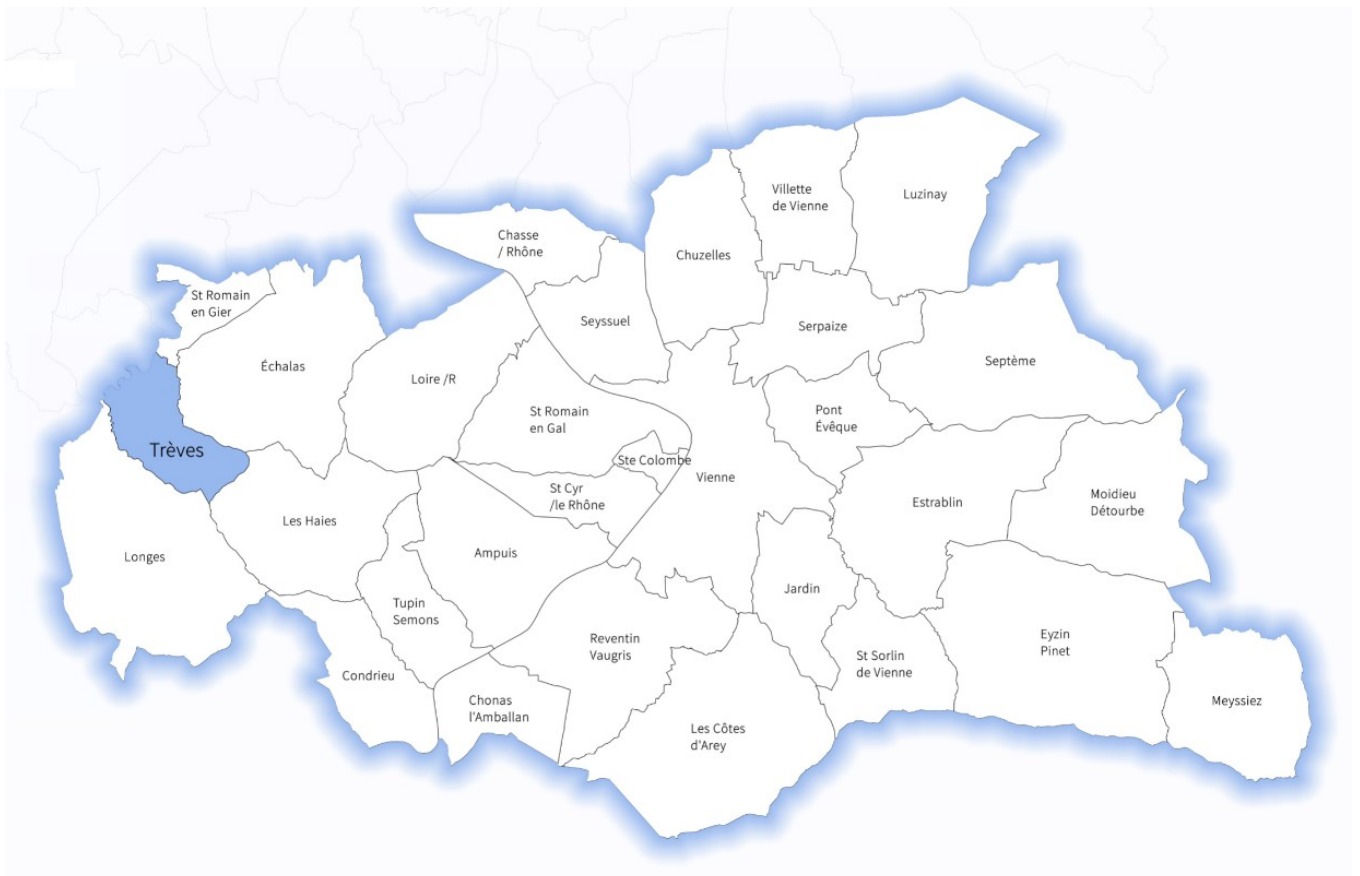 Villette
de Vienne
Luzinay
Chasse
/ Rhône
Chuzelles
St Romain
en Gier
Seyssuel
Serpaize
Échalas
Loire /R
Septème
St Romain
en Gal
Pont
Évêque
Trèves
Ste Colombe
Vienne
St Cyr
/le Rhône
Estrablin
Moidieu
Détourbe
Les Haies
Longes
Ampuis
Jardin
Tupin
Semons
Reventin
Vaugris
Eyzin
Pinet
St Sorlin
de Vienne
Condrieu
Chonas
l'Amballan
Meyssiez
Les Côtes
d'Arey